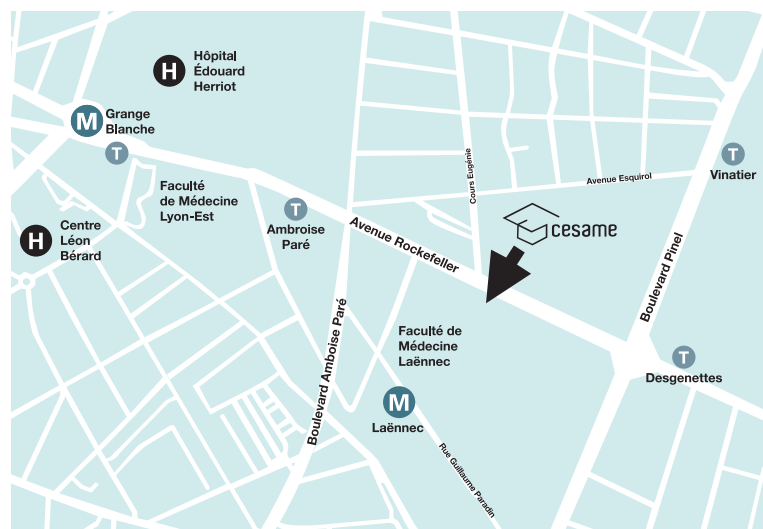 H
Hôpital
Édouard
Herriot
M
Grange
Blanche
T
Faculté
de Médecine
Lyon-Est
H
Centre
Léon
Bérard
T
Ambroise
Paré
Avenue Rockefeller
Cours Eugénie
Avenue Esquirol
cesame
T
Vinatier
Boulevard Pinel
Boulevard Amboise Paré
Faculté de
Médecine
Laënnec
M
Laënnec
Rue Guillaume Paradin
T
Desgenettes